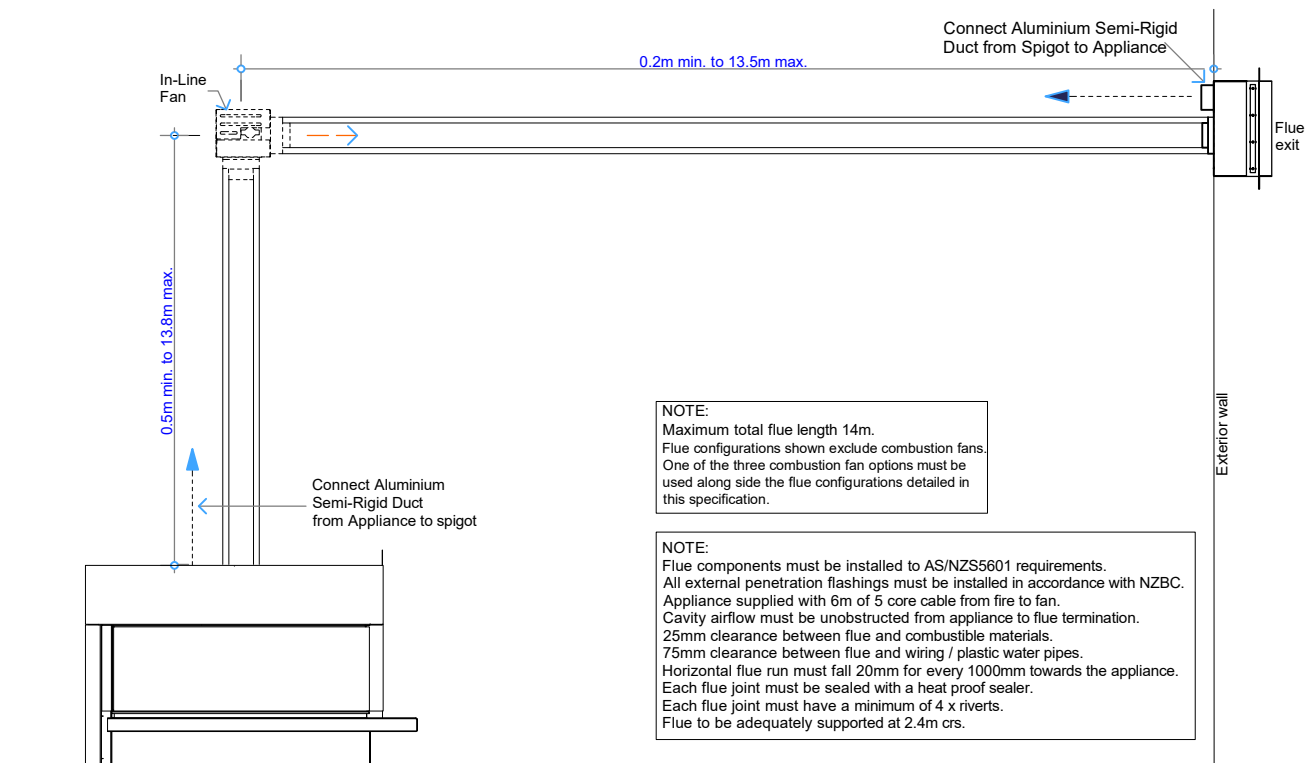 Connect Aluminium Semi-Rigid
Duct from Spigot to Appliance
0.2m min. to 13.5m max.
In-Line
Fan
Flue
exit
0.5m min. to 13.8m max.
Exterior wall
NOTE:
Maximum total flue length 14m.
Flue configurations shown exclude combustion fans.
One of the three combustion fan options must be
used along side the flue configurations detailed in
this specification.
Connect Aluminium
Semi-Rigid Duct
from Appliance to spigot
NOTE:
Flue components must be installed to AS/NZS5601 requirements.
All external penetration flashings must be installed in accordance with NZBC.
Appliance supplied with 6m of 5 core cable from fire to fan.
Cavity airflow must be unobstructed from appliance to flue termination.
25mm clearance between flue and combustible materials.
75mm clearance between flue and wiring / plastic water pipes.
Horizontal flue run must fall 20mm for every 1000mm towards the appliance.
Each flue joint must be sealed with a heat proof sealer.
Each flue joint must have a minimum of 4 x riverts.
Flue to be adequately supported at 2.4m crs.